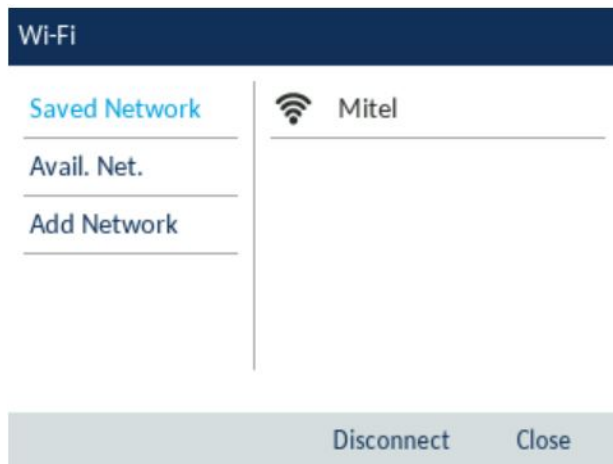 Wi-Fi
Saved Network
Avail. Net.
Add Network
Mitel
Disconnect Close